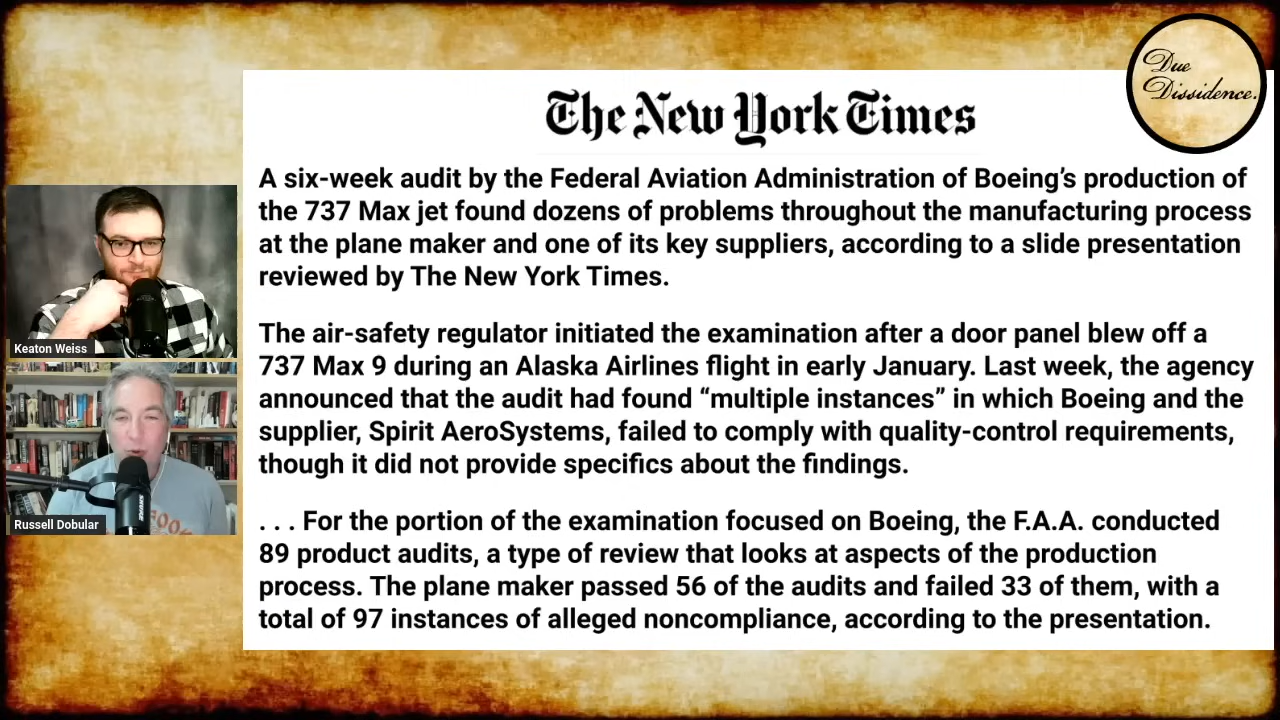 Due
Dissidence.
The New York Times
A six-week audit by the Federal Aviation Administration of Boeing’s production of
the 737 Max jet found dozens of problems throughout the manufacturing process
at the plane maker and one of its key suppliers, according to a slide presentation
reviewed by The New York Times.
The air-safety regulator initiated the examination after a door panel blew off a
737 Max 9 during an Alaska Airlines flight in early January. Last week, the agency
announced that the audit had found “multiple instances” in which Boeing and the
supplier, Spirit AeroSystems, failed to comply with quality-control requirements,
though it did not provide specifics about the findings.
. . . For the portion of the examination focused on Boeing, the F.A.A. conducted
89 product audits, a type of review that looks at aspects of the production
process. The plane maker passed 56 of the audits and failed 33 of them, with a
total of 97 instances of alleged noncompliance, according to the presentation.
Keaton Weiss
Russell Dobular